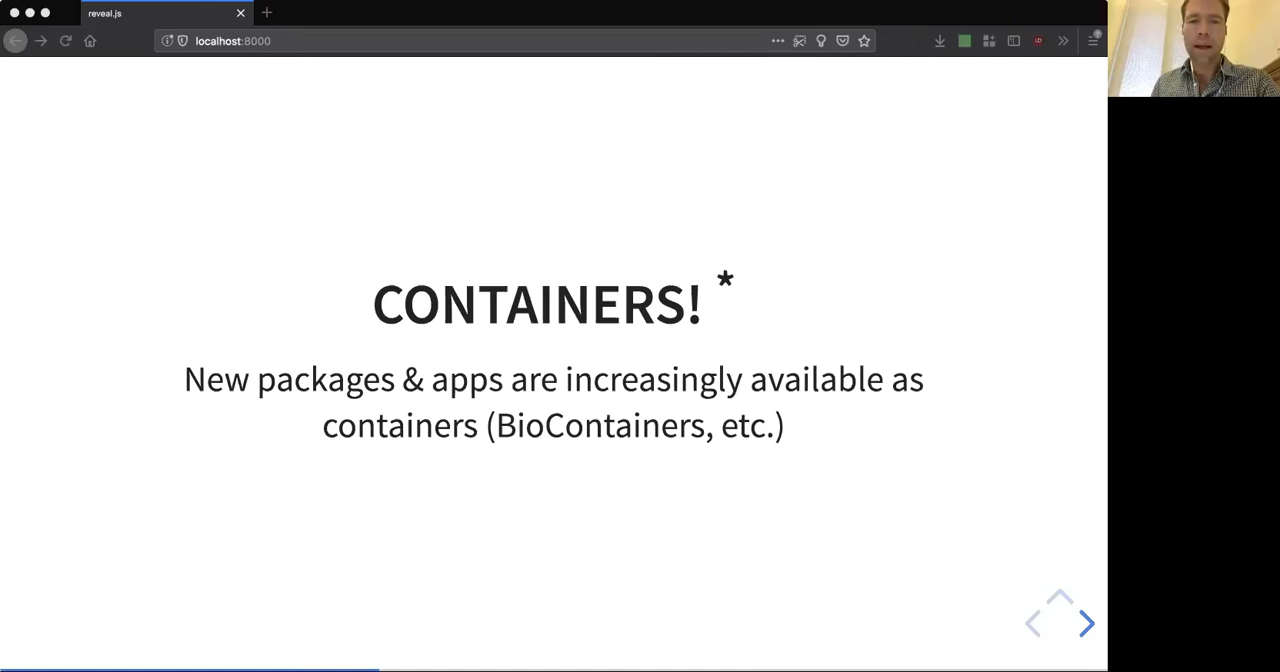 reveal.js
localhost:8000
CONTAINERS! *
New packages & apps are increasingly available as
containers (BioContainers, etc.)